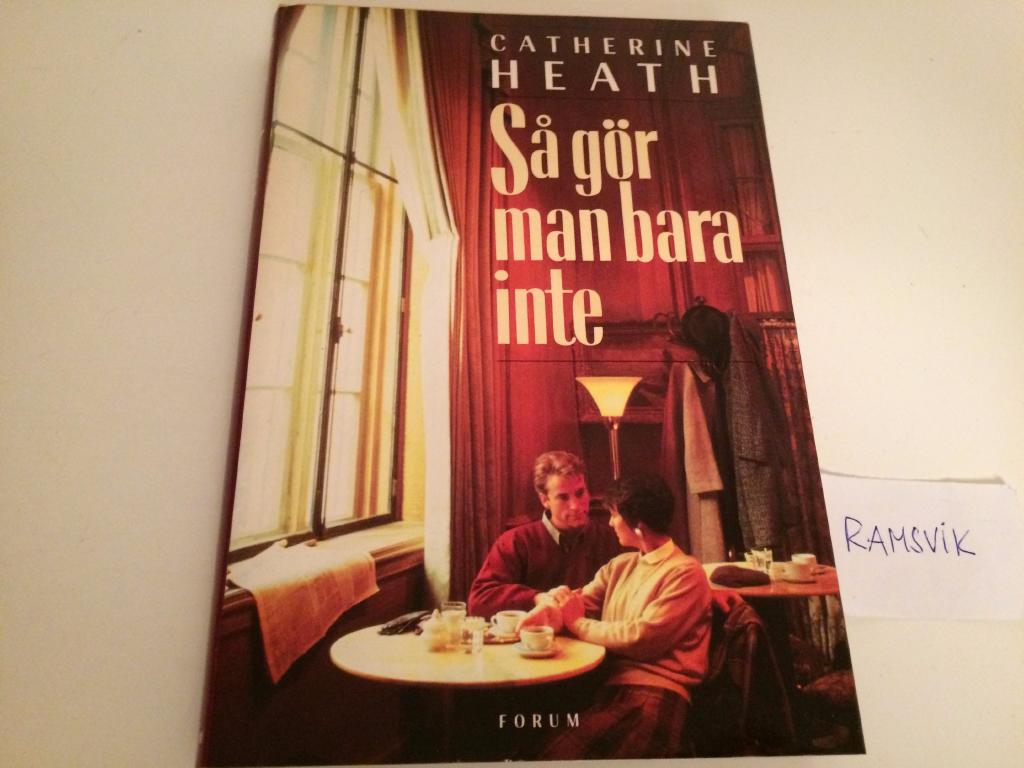 CATHERINE
HEATH
Så gör
man bara
inte
RAMSVIK
FORUM